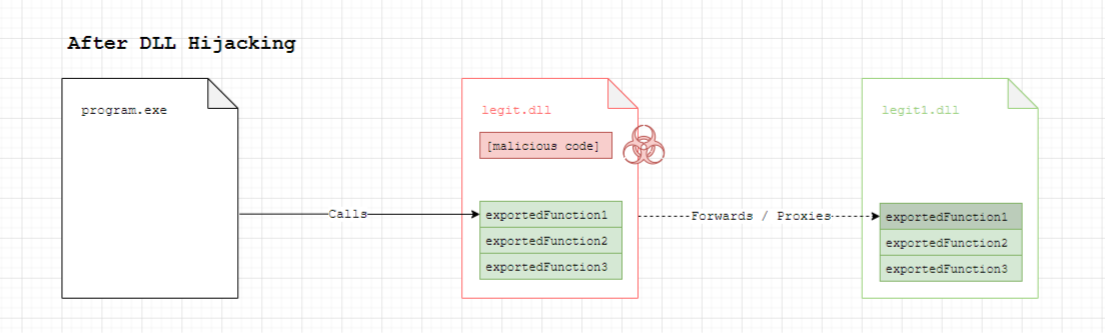 After DLL Hijacking
program.exe
legit.dll
legit1.dll
[malicious code]
Calls
exportedFunction1
exportedFunction2
exportedFunction3
Forwards / Proxies
exportedFunction1
exportedFunction2
exportedFunction3